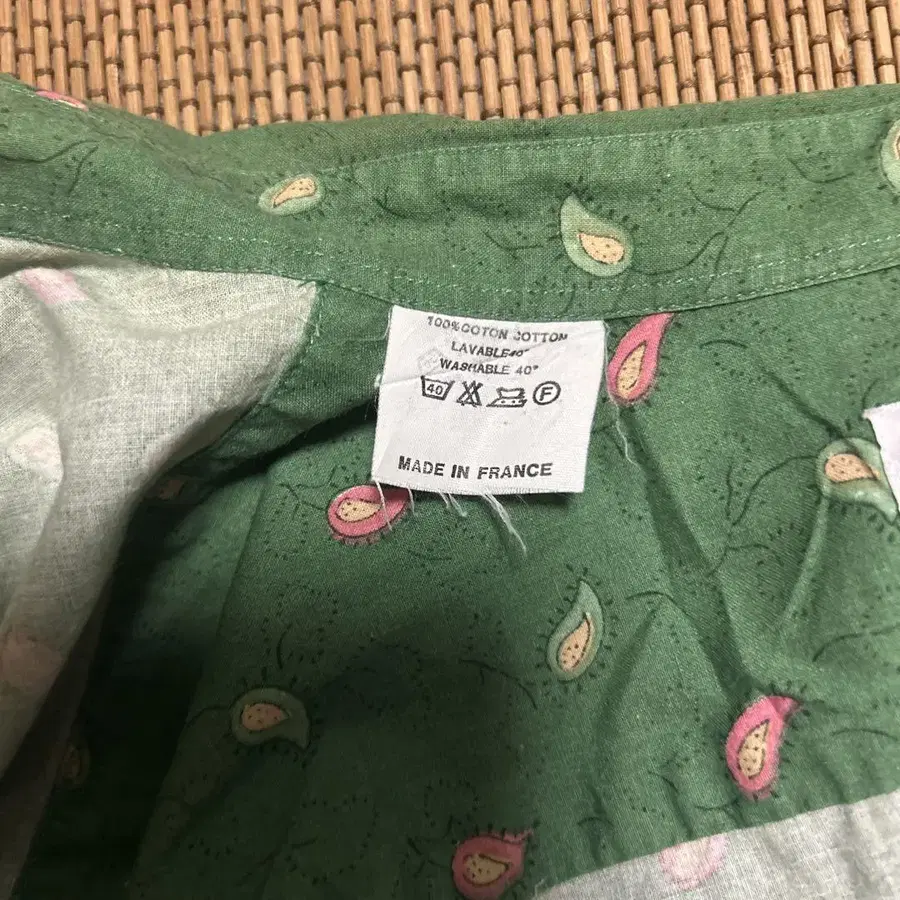 100% COTON COTTON
LAVABLE 40°
WASHABLE 40°
40 F
MADE IN FRANCE